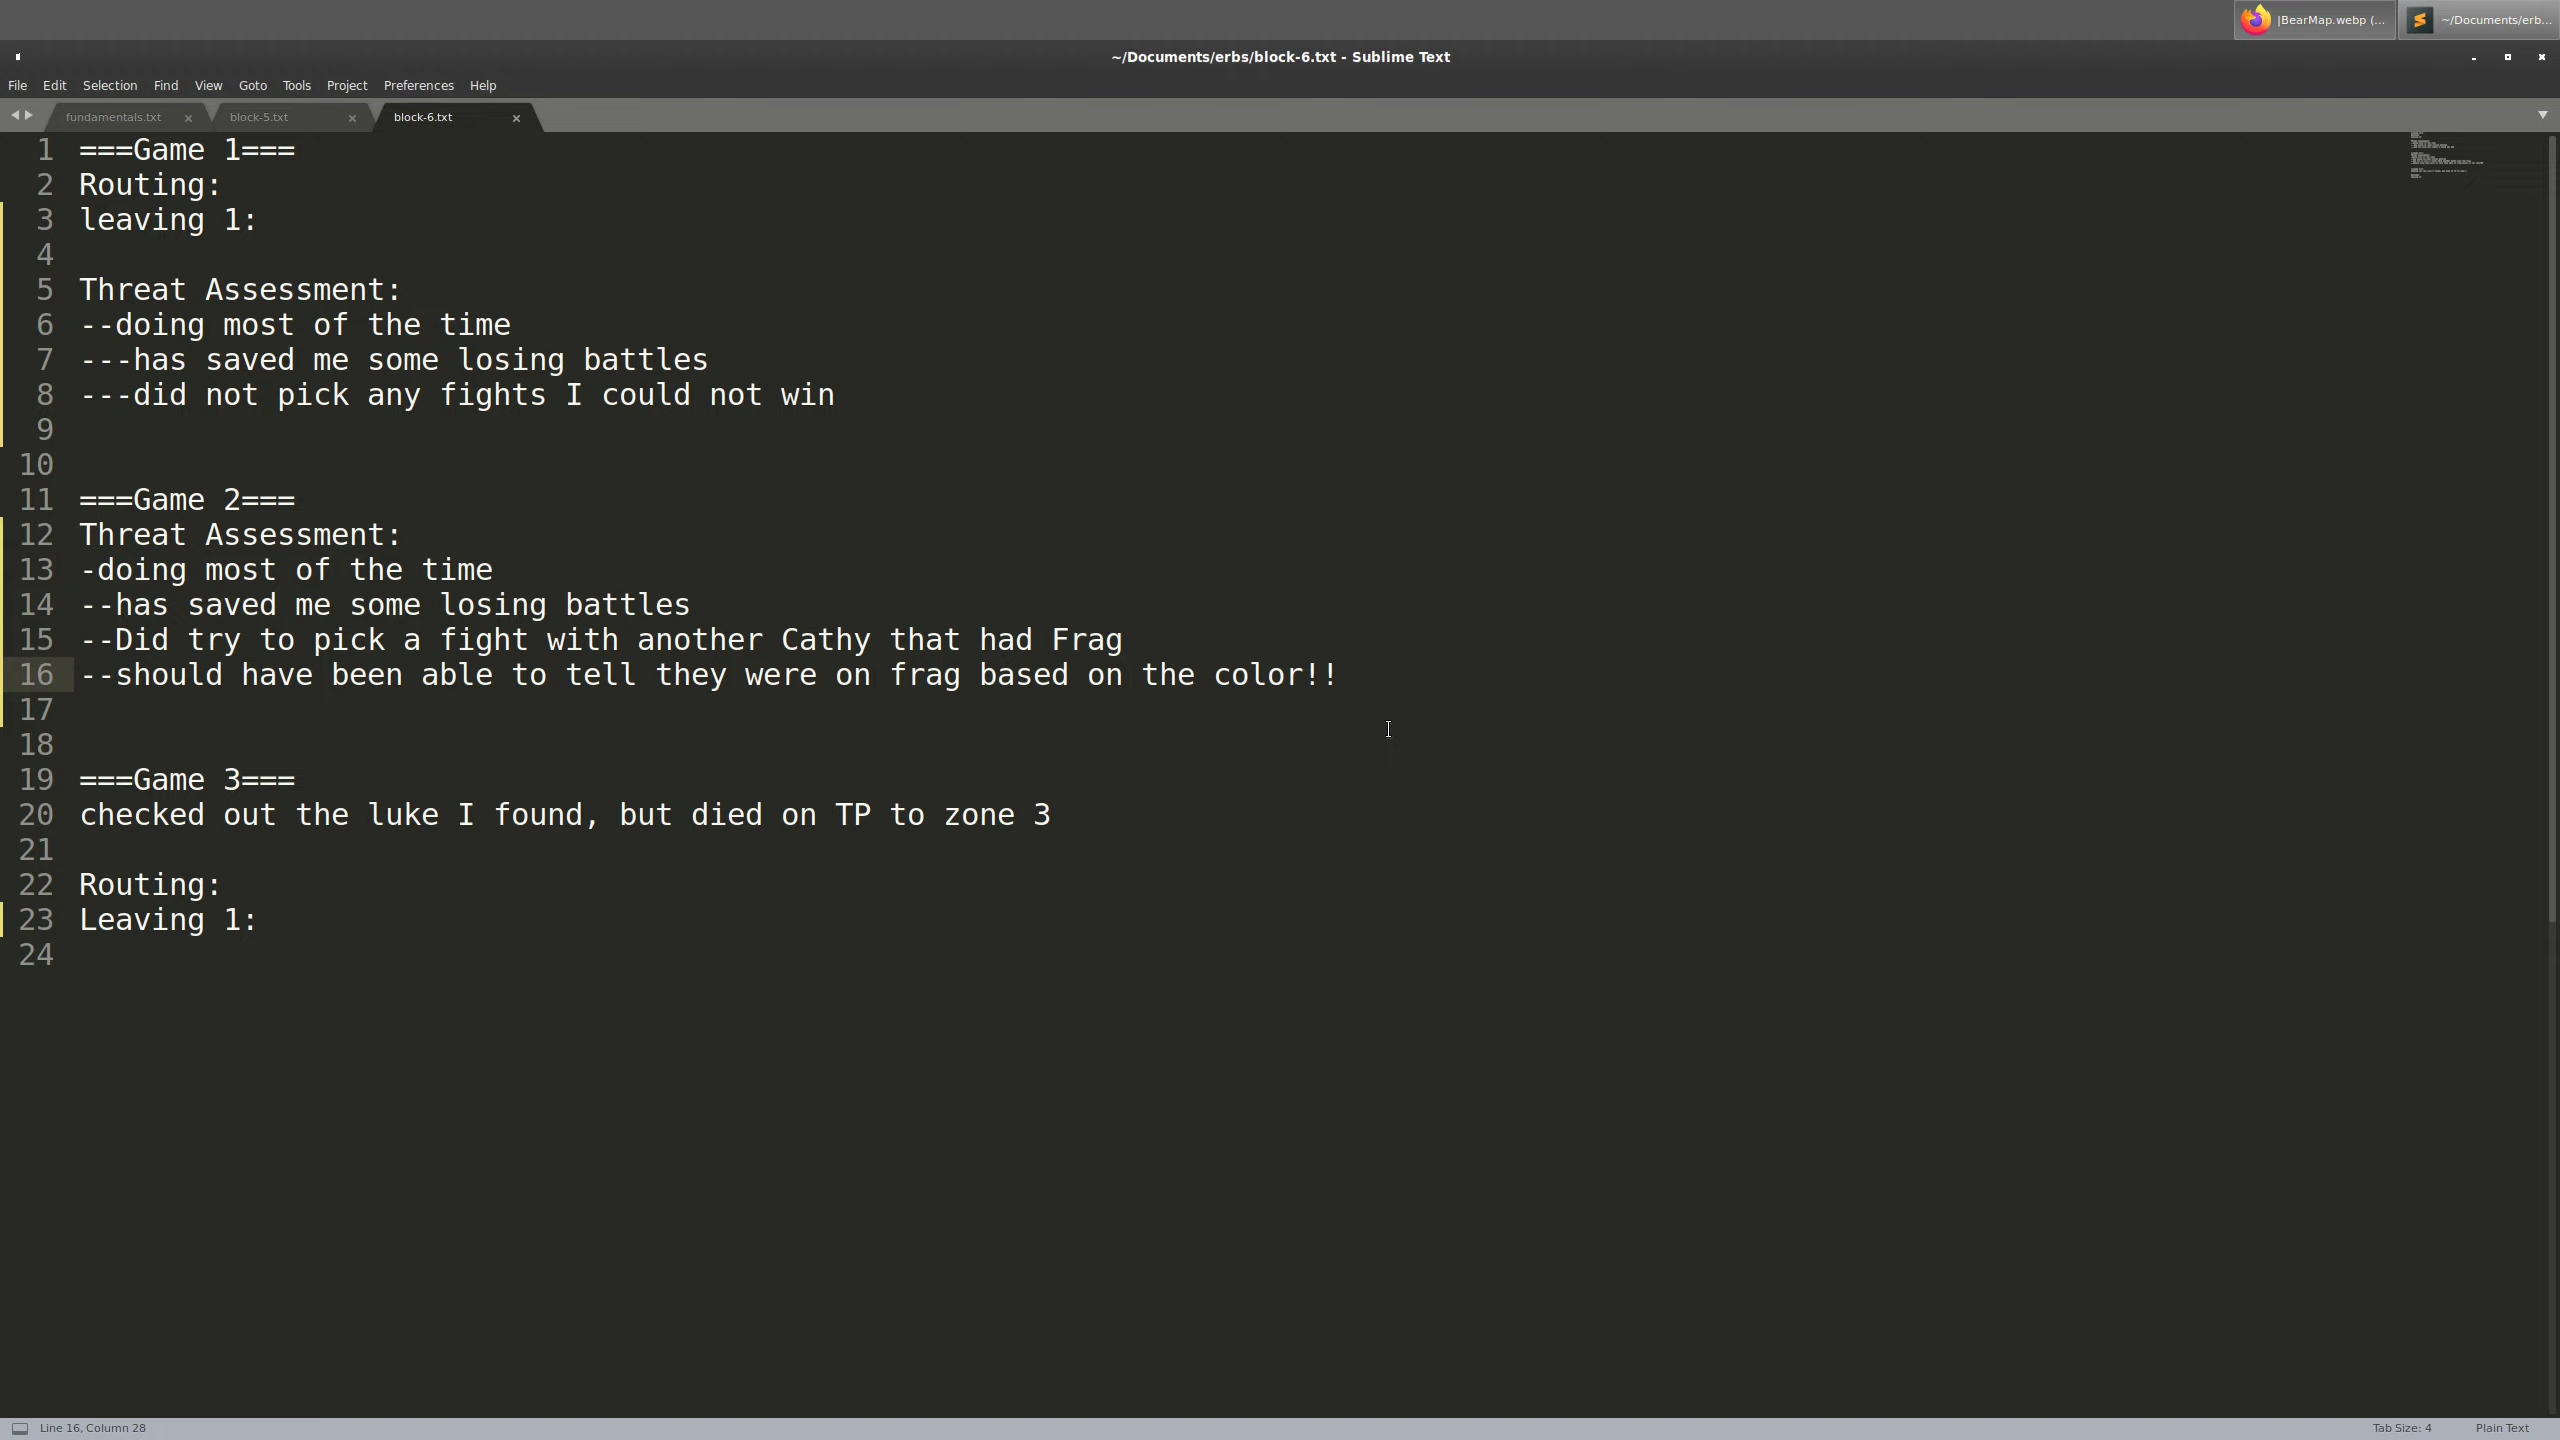 |BearMap.webp (...
~/Documents/erb...
~/Documents/erbs/block-6.txt - Sublime Text
File Edit Selection Find View Goto Tools Project Preferences Help
fundamentals.txt
block-5.txt
block-6.txt
1 ===Game 1===
2 Routing:
3 leaving 1:
4
5 Threat Assessment:
6 --doing most of the time
7 ---has saved me some losing battles
8 ---did not pick any fights I could not win
9
10
11 ===Game 2===
12 Threat Assessment:
13 -doing most of the time
14 --has saved me some losing battles
15 --Did try to pick a fight with another Cathy that had Frag
16 --should have been able to tell they were on frag based on the color!!
17
18
19 ===Game 3===
20 checked out the luke I found, but died on TP to zone 3
21
22 Routing:
23 Leaving 1:
24
Line 16, Column 28
Tab Size: 4
Plain Text